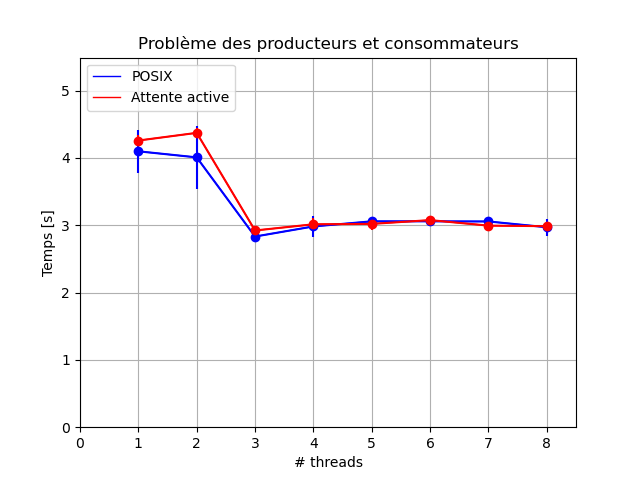 Problème des producteurs et consommateurs
POSIX
Attente active
Temps [s]
5
4
3
2
1
0
0 1 2 3 4 5 6 7 8
# threads